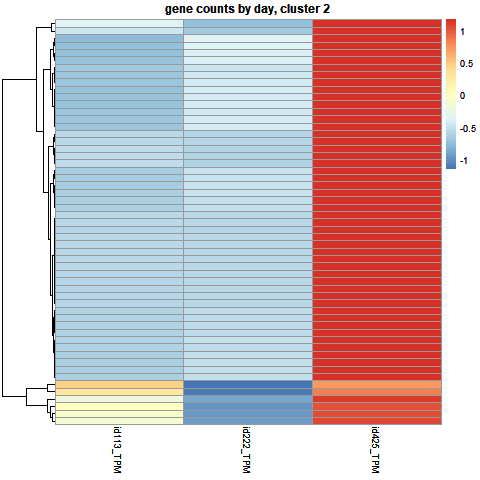 gene counts by day, cluster 2
1
0.5
0
-0.5
-1
id113_TPM
id222_TPM
id425_TPM